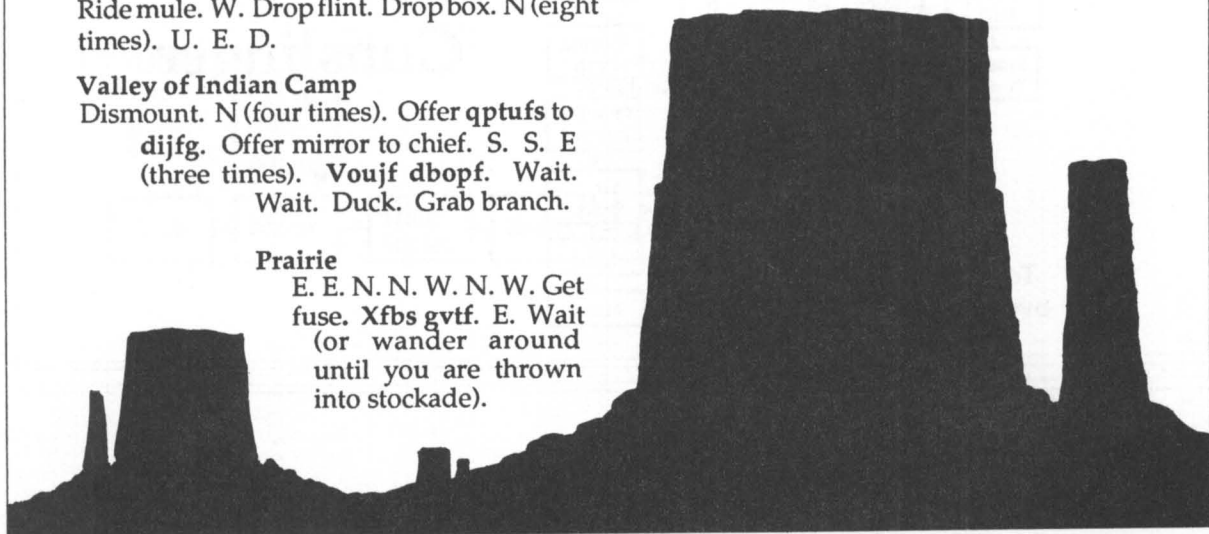 Ride mule. W. Drop flint. Drop box. N (eight
times). U. E. D.
Valley of Indian Camp
Dismount. N (four times). Offer qptufs to
dijfg. Offer mirror to chief. S. S. E
(three times). Voujf dbopf. Wait.
Wait. Duck. Grab branch.
Prairie
E. E. N. N. W. N. W. Get
fuse. Xfbs gvtf. E. Wait
(or wander around
until you are thrown
into stockade).